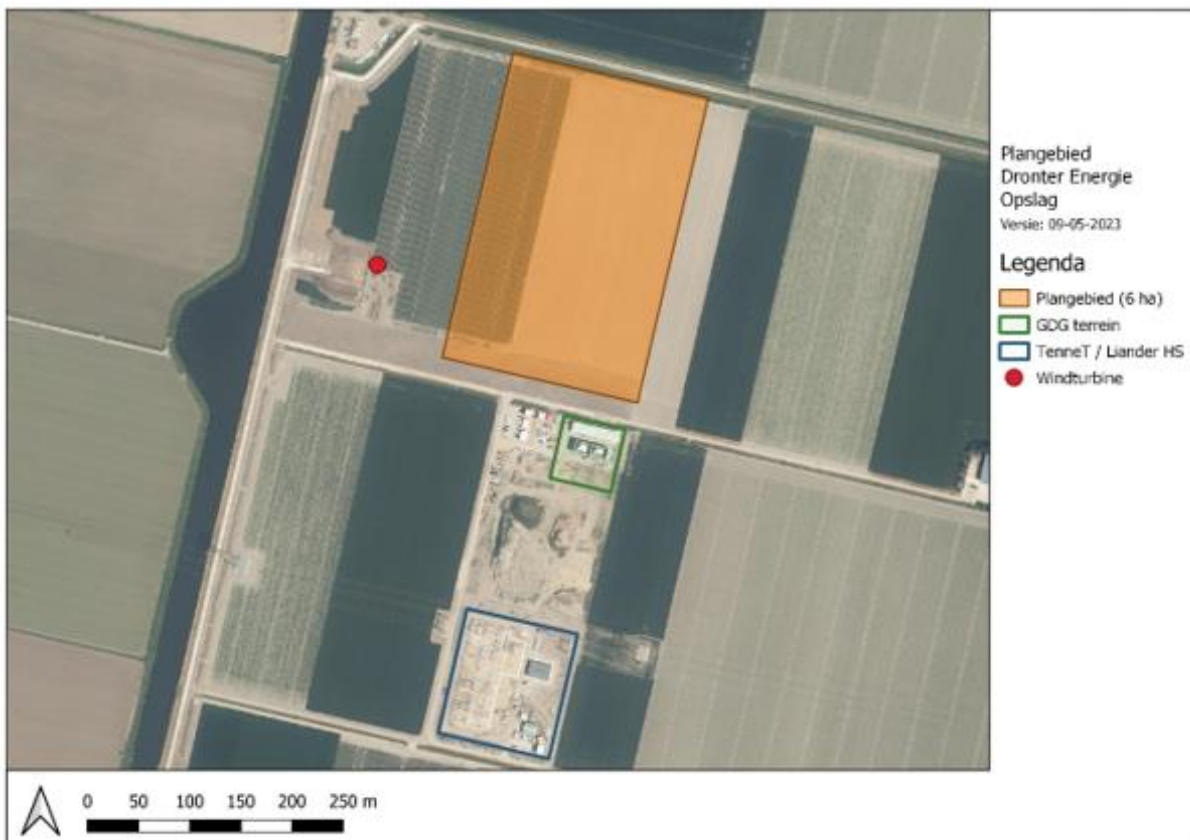 Plangebied
Dronter Energie
Opslag
Versie: 09-05-2023
Legenda
Plangebied (6 ha)
GDG terrein
TenneT / Liander HS
Windturbine
0 50 100 150 200 250 m